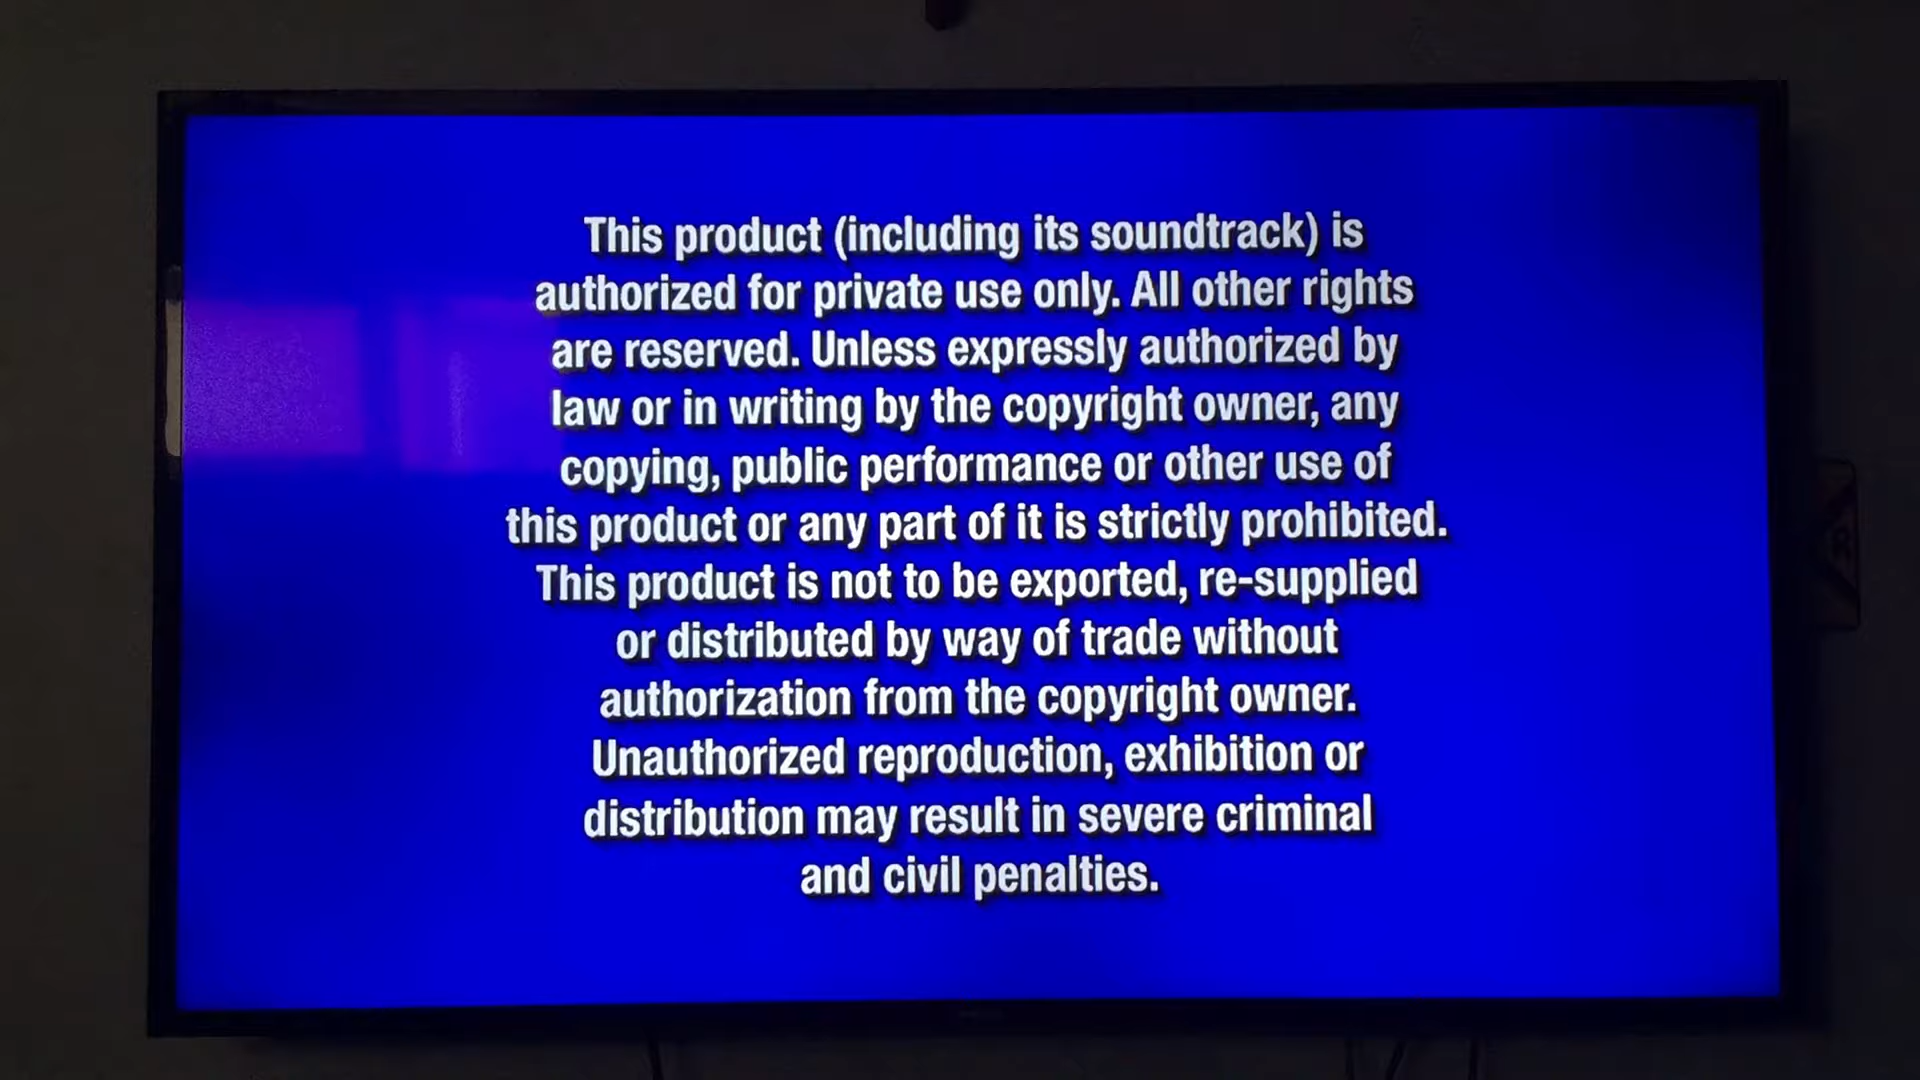 This product (including its soundtrack) is
authorized for private use only. All other rights
are reserved. Unless expressly authorized by
law or in writing by the copyright owner, any
copying, public performance or other use of
this product or any part of it is strictly prohibited.
This product is not to be exported, re-supplied
or distributed by way of trade without
authorization from the copyright owner.
Unauthorized reproduction, exhibition or
distribution may result in severe criminal
and civil penalties.